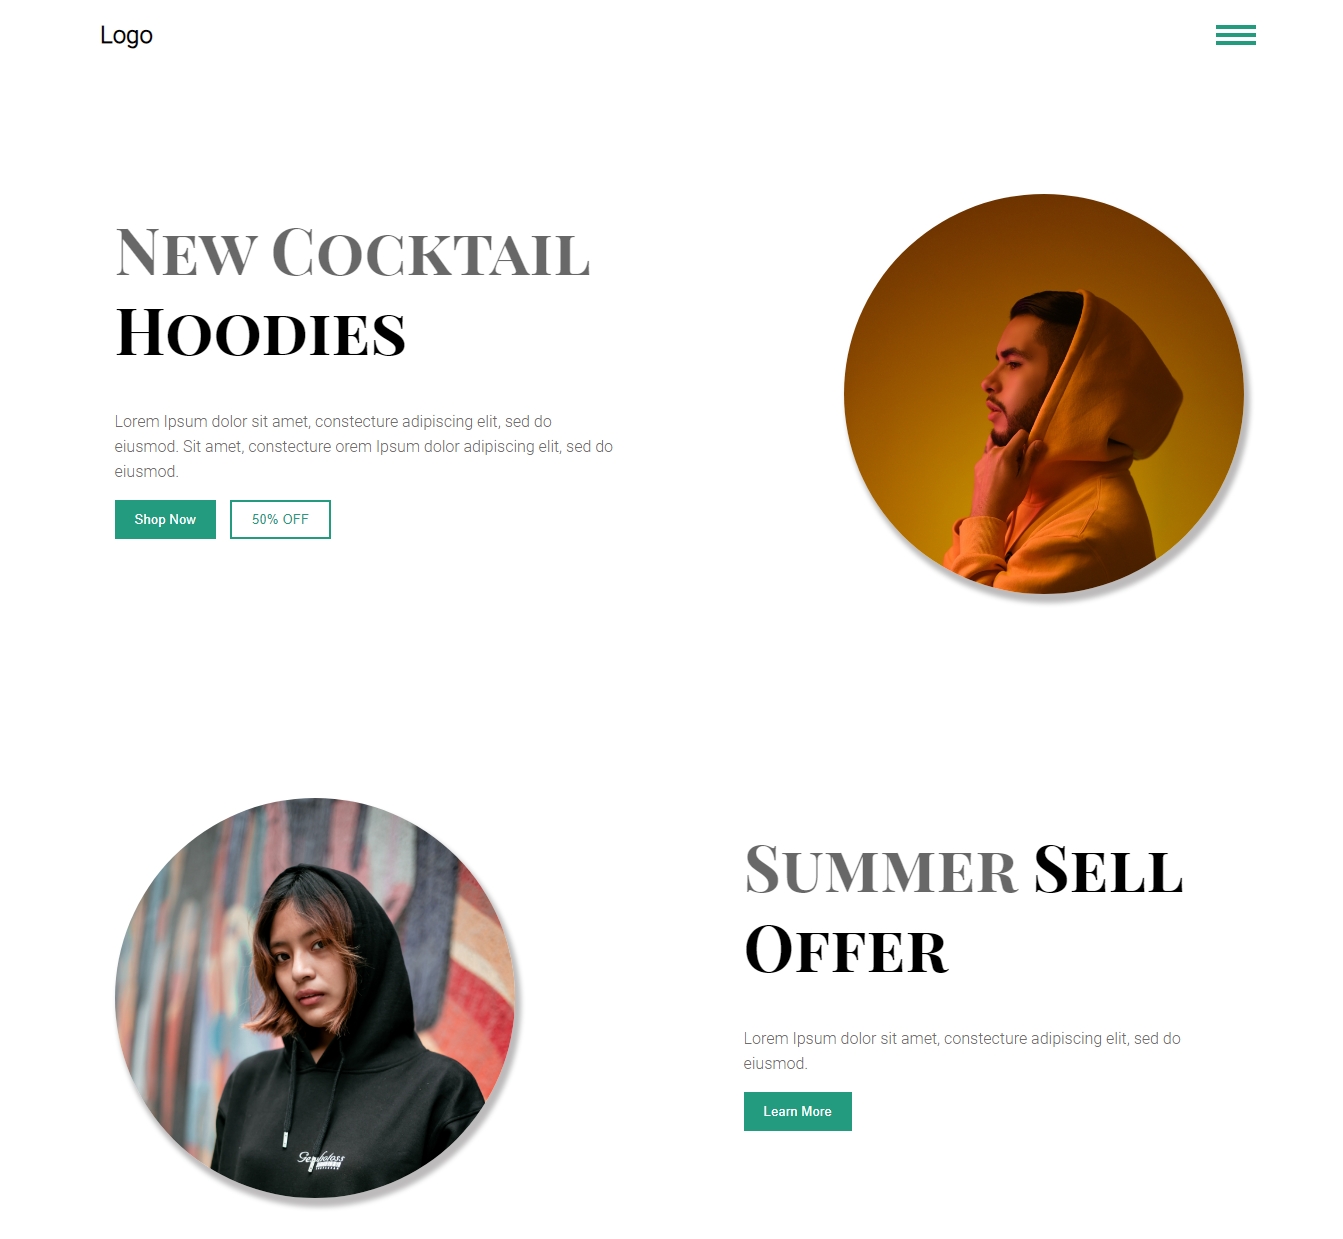 Logo
New Cocktail
Hoodies
Lorem Ipsum dolor sit amet, constecture adipiscing elit, sed do
eiusmod. Sit amet, constecture orem Ipsum dolor adipiscing elit, sed do
eiusmod.
Shop Now
50% OFF
Summer Sell
Offer
Lorem Ipsum dolor sit amet, constecture adipiscing elit, sed do
eiusmod.
Learn More